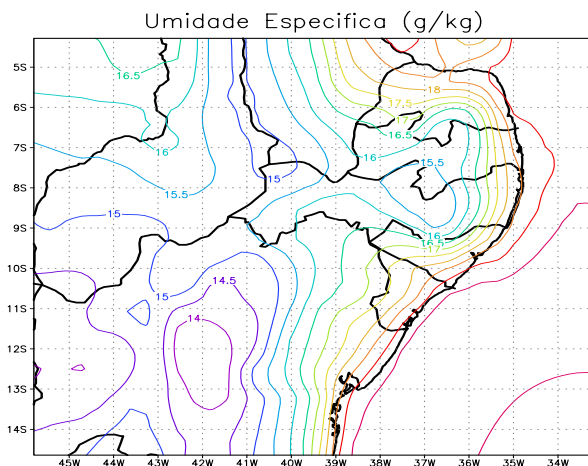 Umidade Especifica (g/kg)
5S
16.5
18
6S
17.5
17
16.5
7S
16
16
15.5
15
8S
15.5
9S
15
16
16.5
17
10S
15
14.5
11S
14
12S
13S
14S
45W 44W 43W 42W 41W 40W 39W 38W 37W 36W 35W 34W